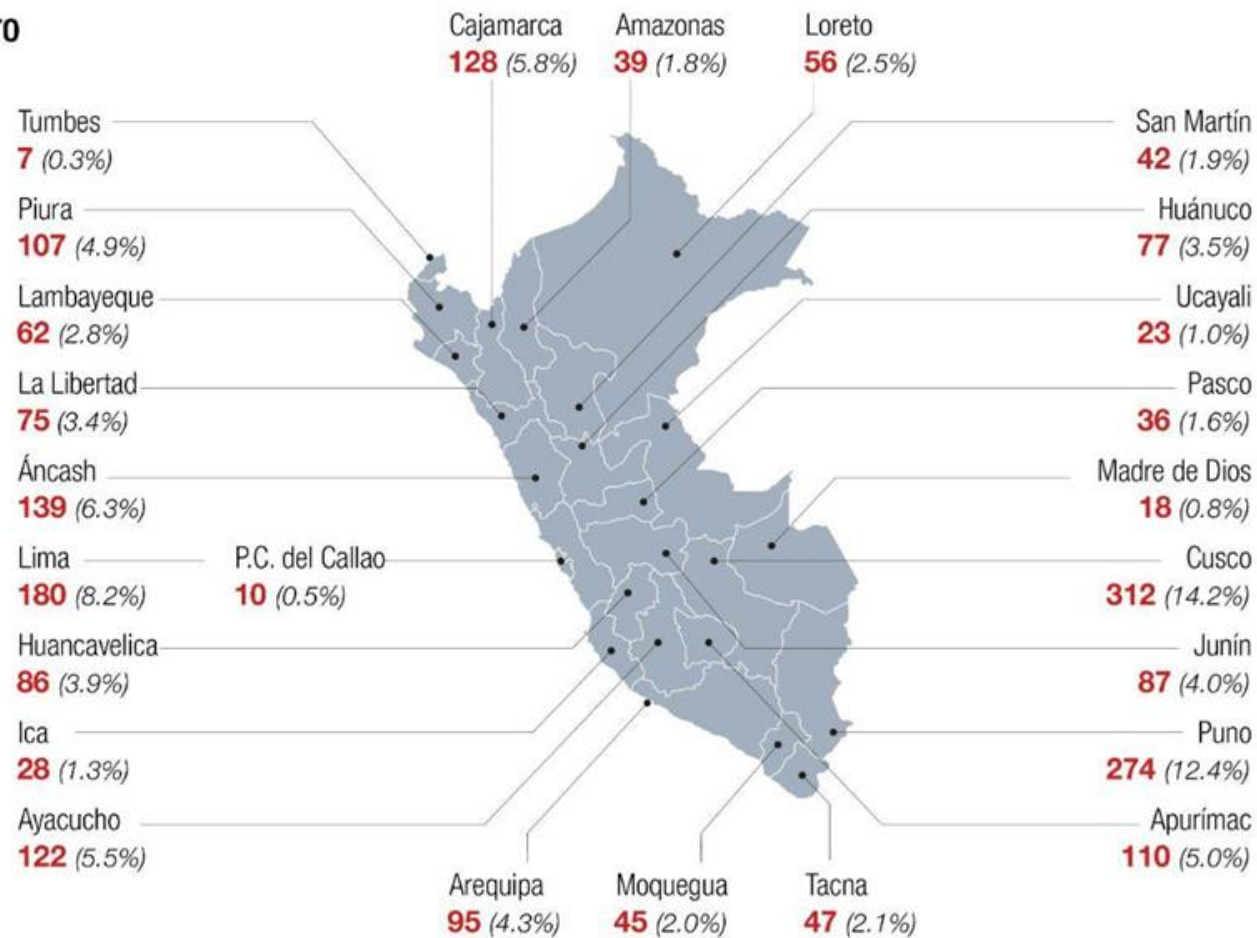 TO
Cajamarca
128 (5.8%)
Amazonas
39 (1.8%)
Loreto
56 (2.5%)
Tumbes
7 (0.3%)
Piura
107 (4.9%)
Lambayeque
62 (2.8%)
La Libertad
75 (3.4%)
Áncash
139 (6.3%)
Lima
180 (8.2%)
P.C. del Callao
10 (0.5%)
Huancavelica
86 (3.9%)
Ica
28 (1.3%)
Ayacucho
122 (5.5%)
Arequipa
95 (4.3%)
Moquegua
45 (2.0%)
Tacna
47 (2.1%)
San Martín
42 (1.9%)
Huánuco
77 (3.5%)
Ucayali
23 (1.0%)
Pasco
36 (1.6%)
Madre de Dios
18 (0.8%)
Cusco
312 (14.2%)
Junín
87 (4.0%)
Puno
274 (12.4%)
Apurímac
110 (5.0%)